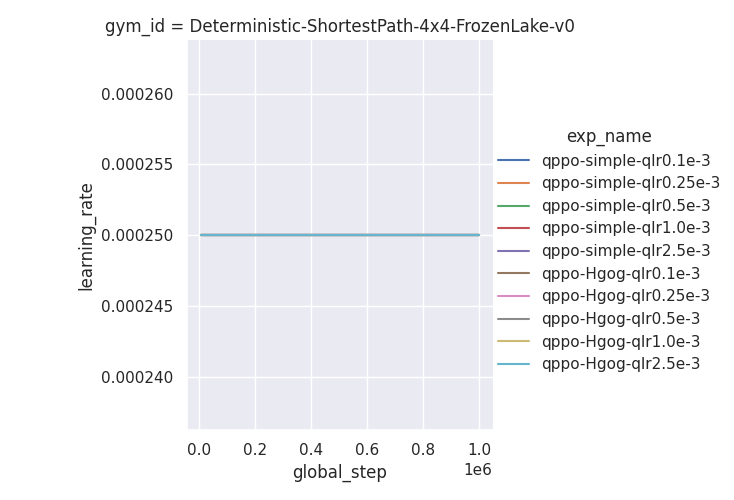 gym_id = Deterministic-ShortestPath-4x4-FrozenLake-v0
0.000260
0.000255
0.000250
0.000245
0.000240
learning_rate
0.0 0.2 0.4 0.6 0.8 1.0
1e6
global_step
exp_name
qppo-simple-qlr0.1e-3
qppo-simple-qlr0.25e-3
qppo-simple-qlr0.5e-3
qppo-simple-qlr1.0e-3
qppo-simple-qlr2.5e-3
qppo-Hgog-qlr0.1e-3
qppo-Hgog-qlr0.25e-3
qppo-Hgog-qlr0.5e-3
qppo-Hgog-qlr1.0e-3
qppo-Hgog-qlr2.5e-3